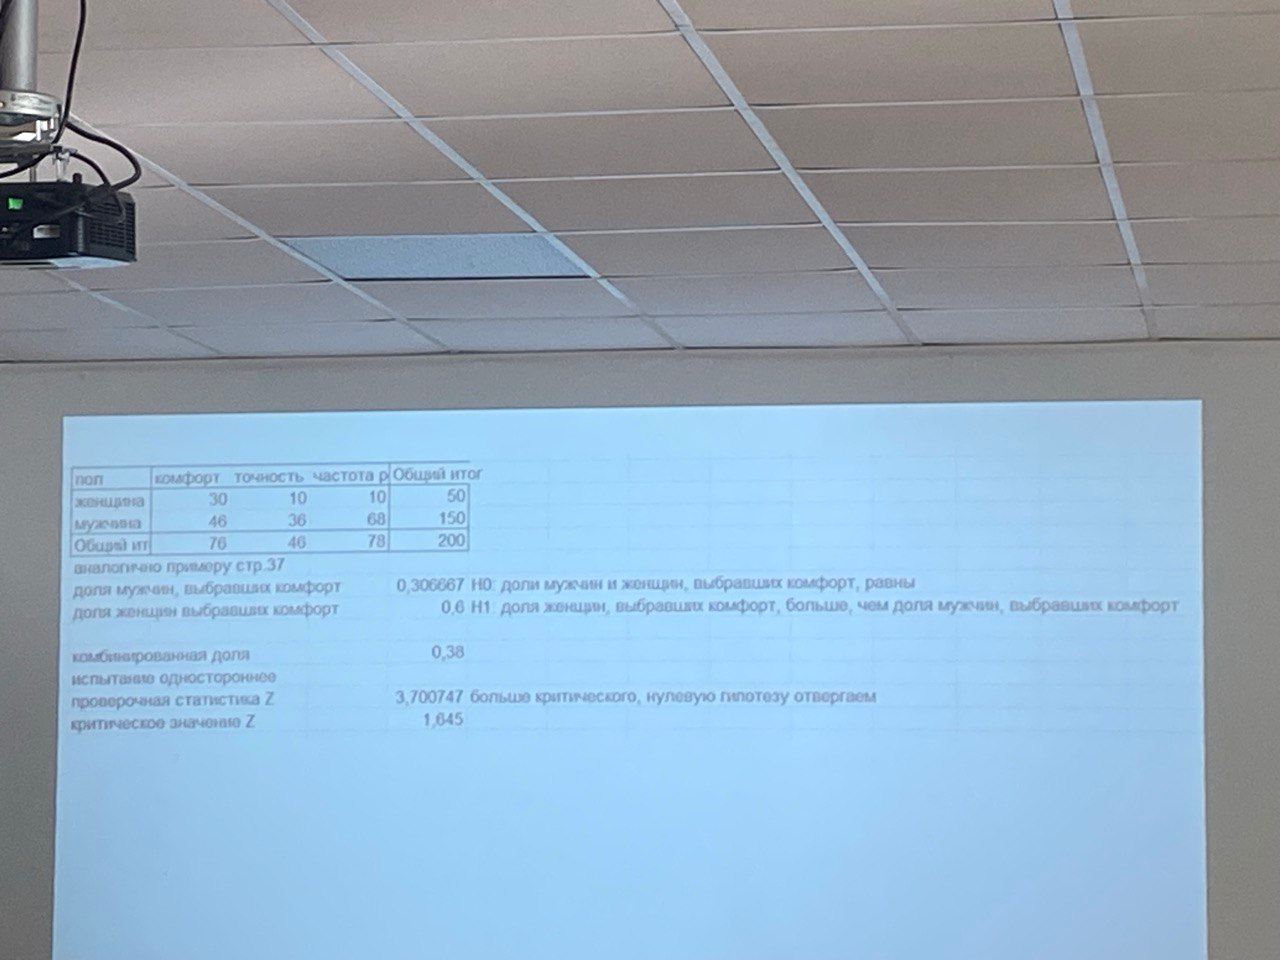 пол комфорт точность частота р Общий итог
женщина 30 10 10 50
мужчина 46 36 68 150
Общий ит 76 46 78 200
аналогично примеру стр.37
доля мужчин, выбравших комфорт 0,306667 H0: доли мужчин и женщин, выбравших комфорт, равны
доля женщин выбравших комфорт 0,6 H1: доля женщин, выбравших комфорт, больше, чем доля мужчин, выбравших комфорт
комбинированная доля 0,38
испытание одностороннее
проверочная статистика Z 3,700747 больше критического, нулевую гипотезу отвергаем
критическое значение Z 1,645